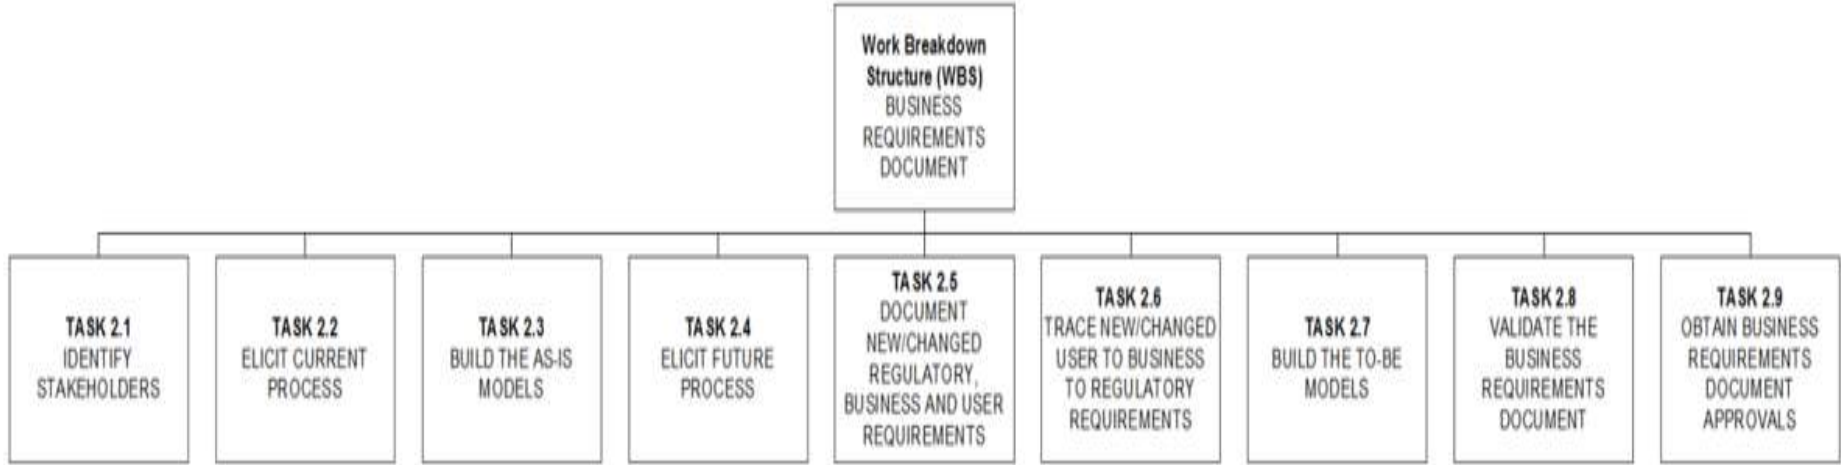 Work Breakdown
Structure (WBS)
BUSINESS
REQUIREMENTS
DOCUMENT
TASK 2.1
IDENTIFY
STAKEHOLDERS
TASK 2.2
ELICIT CURRENT
PROCESS
TASK 2.3
BUILD THE AS-IS
MODELS
TASK 2.4
ELICIT FUTURE
PROCESS
TASK 2.5
DOCUMENT
NEW/CHANGED
REGULATORY,
BUSINESS AND USER
REQUIREMENTS
TASK 2.6
TRACE NEW/CHANGED
USER TO BUSINESS
TO REGULATORY
REQUIREMENTS
TASK 2.7
BUILD THE TO-BE
MODELS
TASK 2.8
VALIDATE THE
BUSINESS
REQUIREMENTS
DOCUMENT
TASK 2.9
OBTAIN BUSINESS
REQUIREMENTS
DOCUMENT
APPROVALS